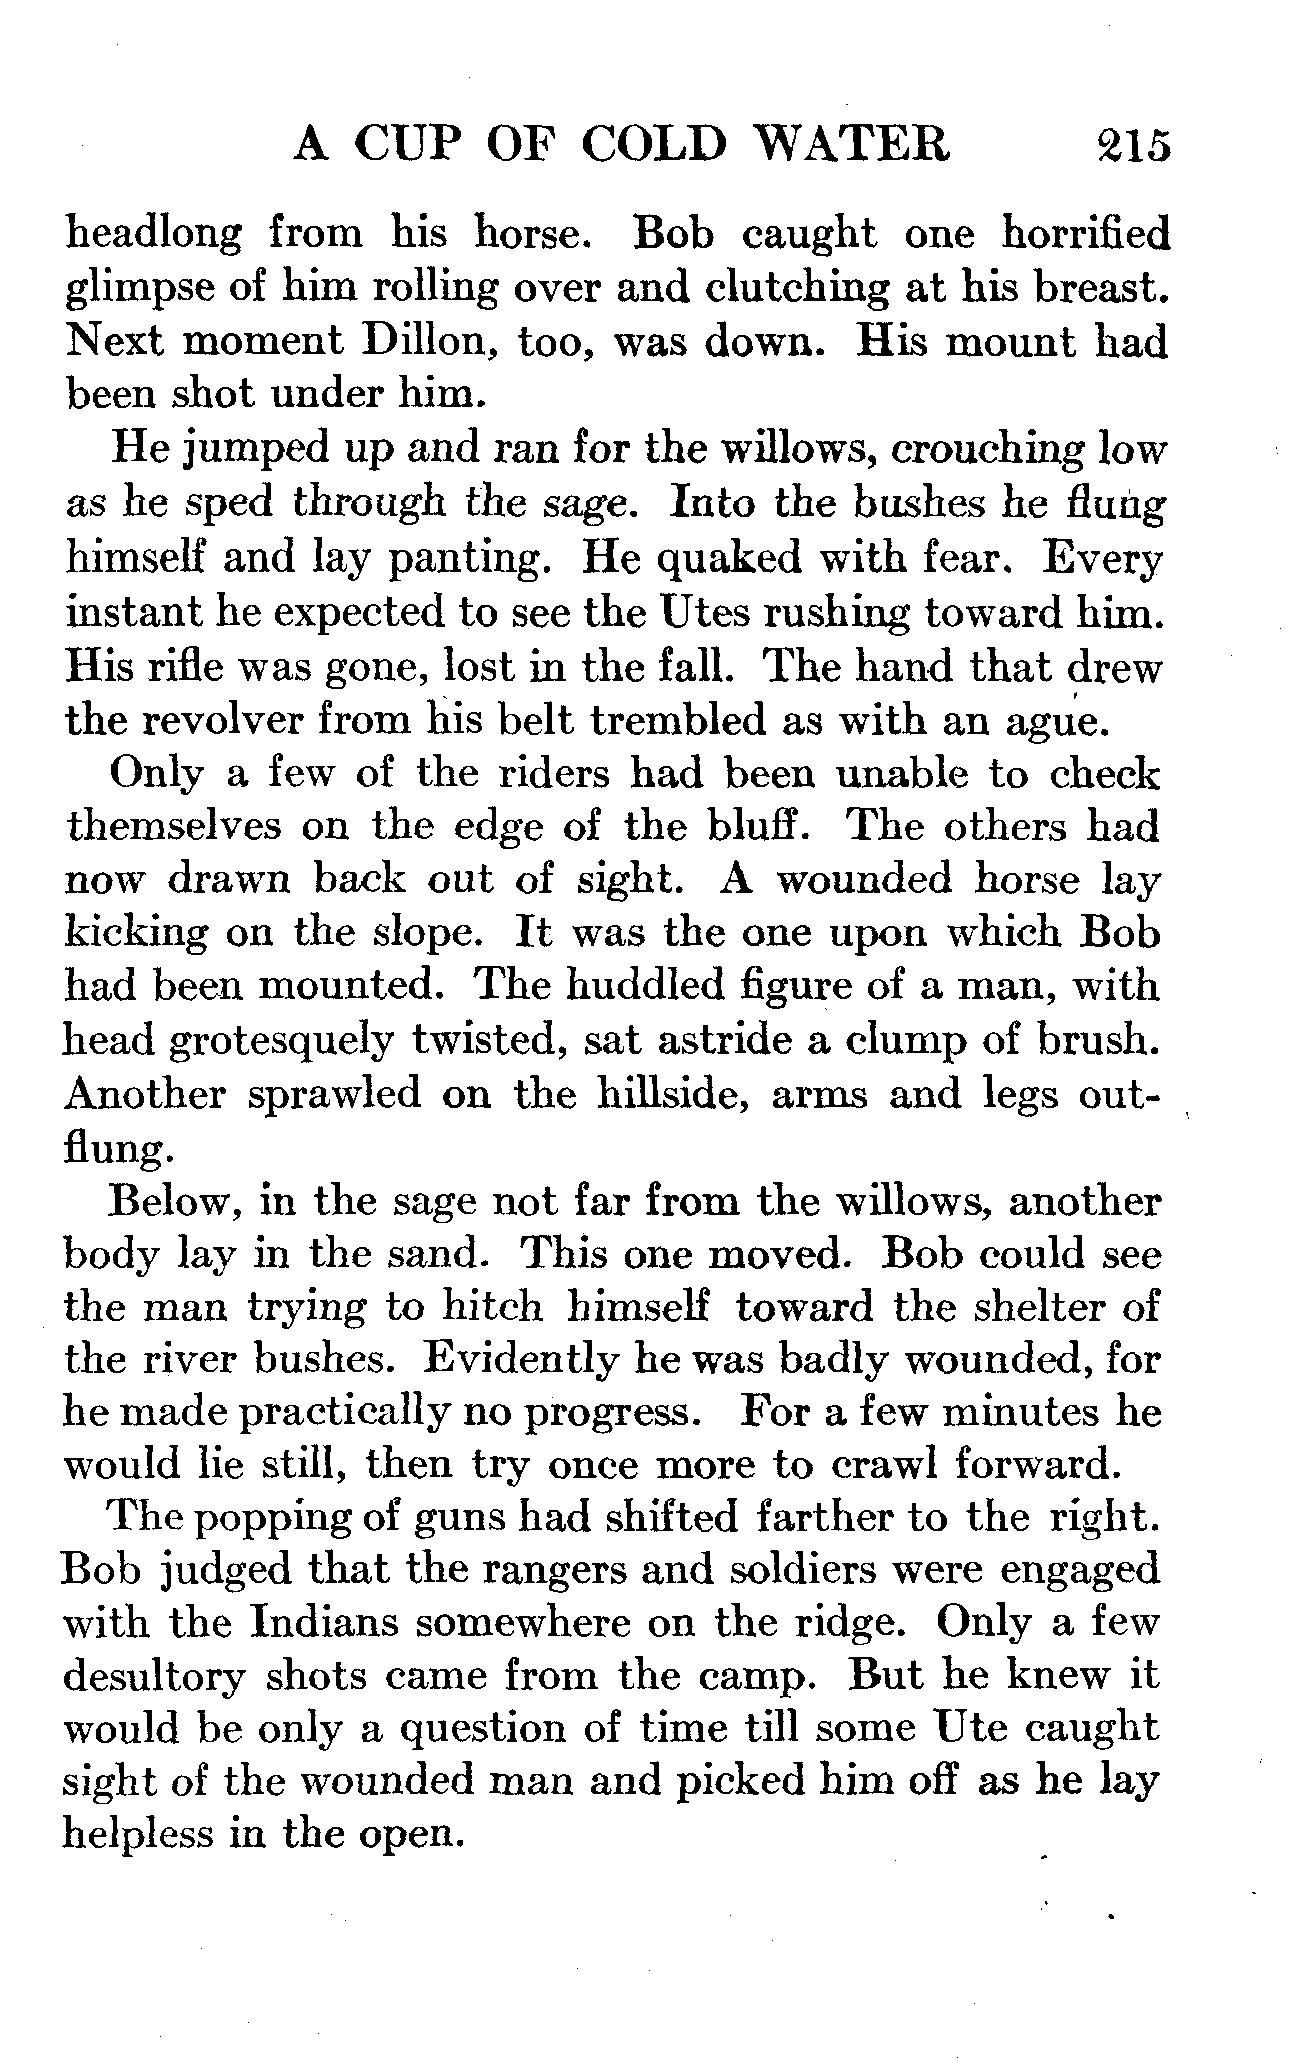 A CUP OF COLD WATER 215
headlong from his horse. Bob caught one horrified
glimpse of him rolling over and clutching at his breast.
Next moment Dillon, too, was down. His mount had
been shot under him.
He jumped up and ran for the willows, crouching low
as he sped through the sage. Into the bushes he flung
himself and lay panting. He quaked with fear. Every
instant he expected to see the Utes rushing toward him.
His rifle was gone, lost in the fall. The hand that drew
the revolver from his belt trembled as with an ague.
Only a few of the riders had been unable to check
themselves on the edge of the bluff. The others had
now drawn back out of sight. A wounded horse lay
kicking on the slope. It was the one upon which Bob
had been mounted. The huddled figure of a man, with
head grotesquely twisted, sat astride a clump of brush.
Another sprawled on the hillside, arms and legs out-
flung.
Below, in the sage not far from the willows, another
body lay in the sand. This one moved. Bob could see
the man trying to hitch himself toward the shelter of
the river bushes. Evidently he was badly wounded, for
he made practically no progress. For a few minutes he
would lie still, then try once more to crawl forward.
The popping of guns had shifted farther to the right.
Bob judged that the rangers and soldiers were engaged
with the Indians somewhere on the ridge. Only a few
desultory shots came from the camp. But he knew it
would be only a question of time till some Ute caught
sight of the wounded man and picked him off as he lay
helpless in the open.